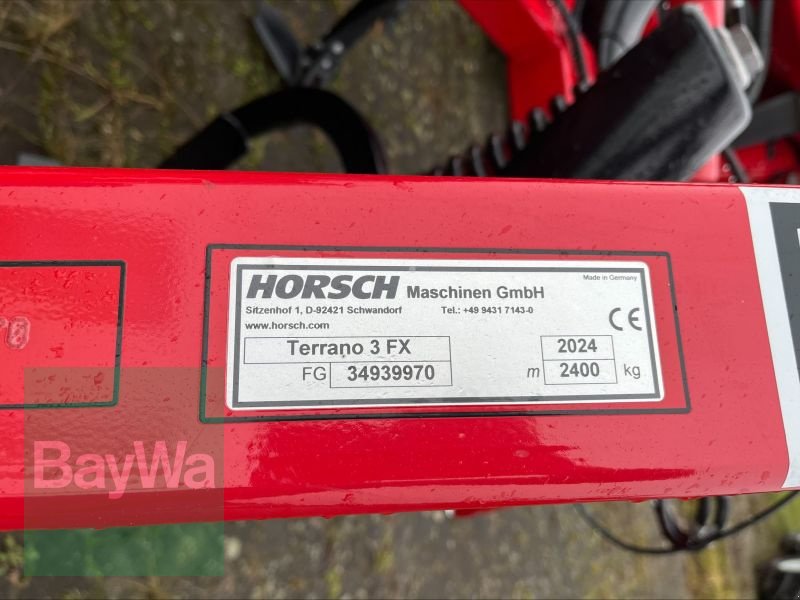 HORSCH Maschinen GmbH
Made in Germany
Sitzenhof 1, D-92421 Schwandorf Tel.: +49 9431 7143-0
www.horsch.com
CE
Terrano 3 FX 2024
FG 34939970 m 2400 kg
BayWa